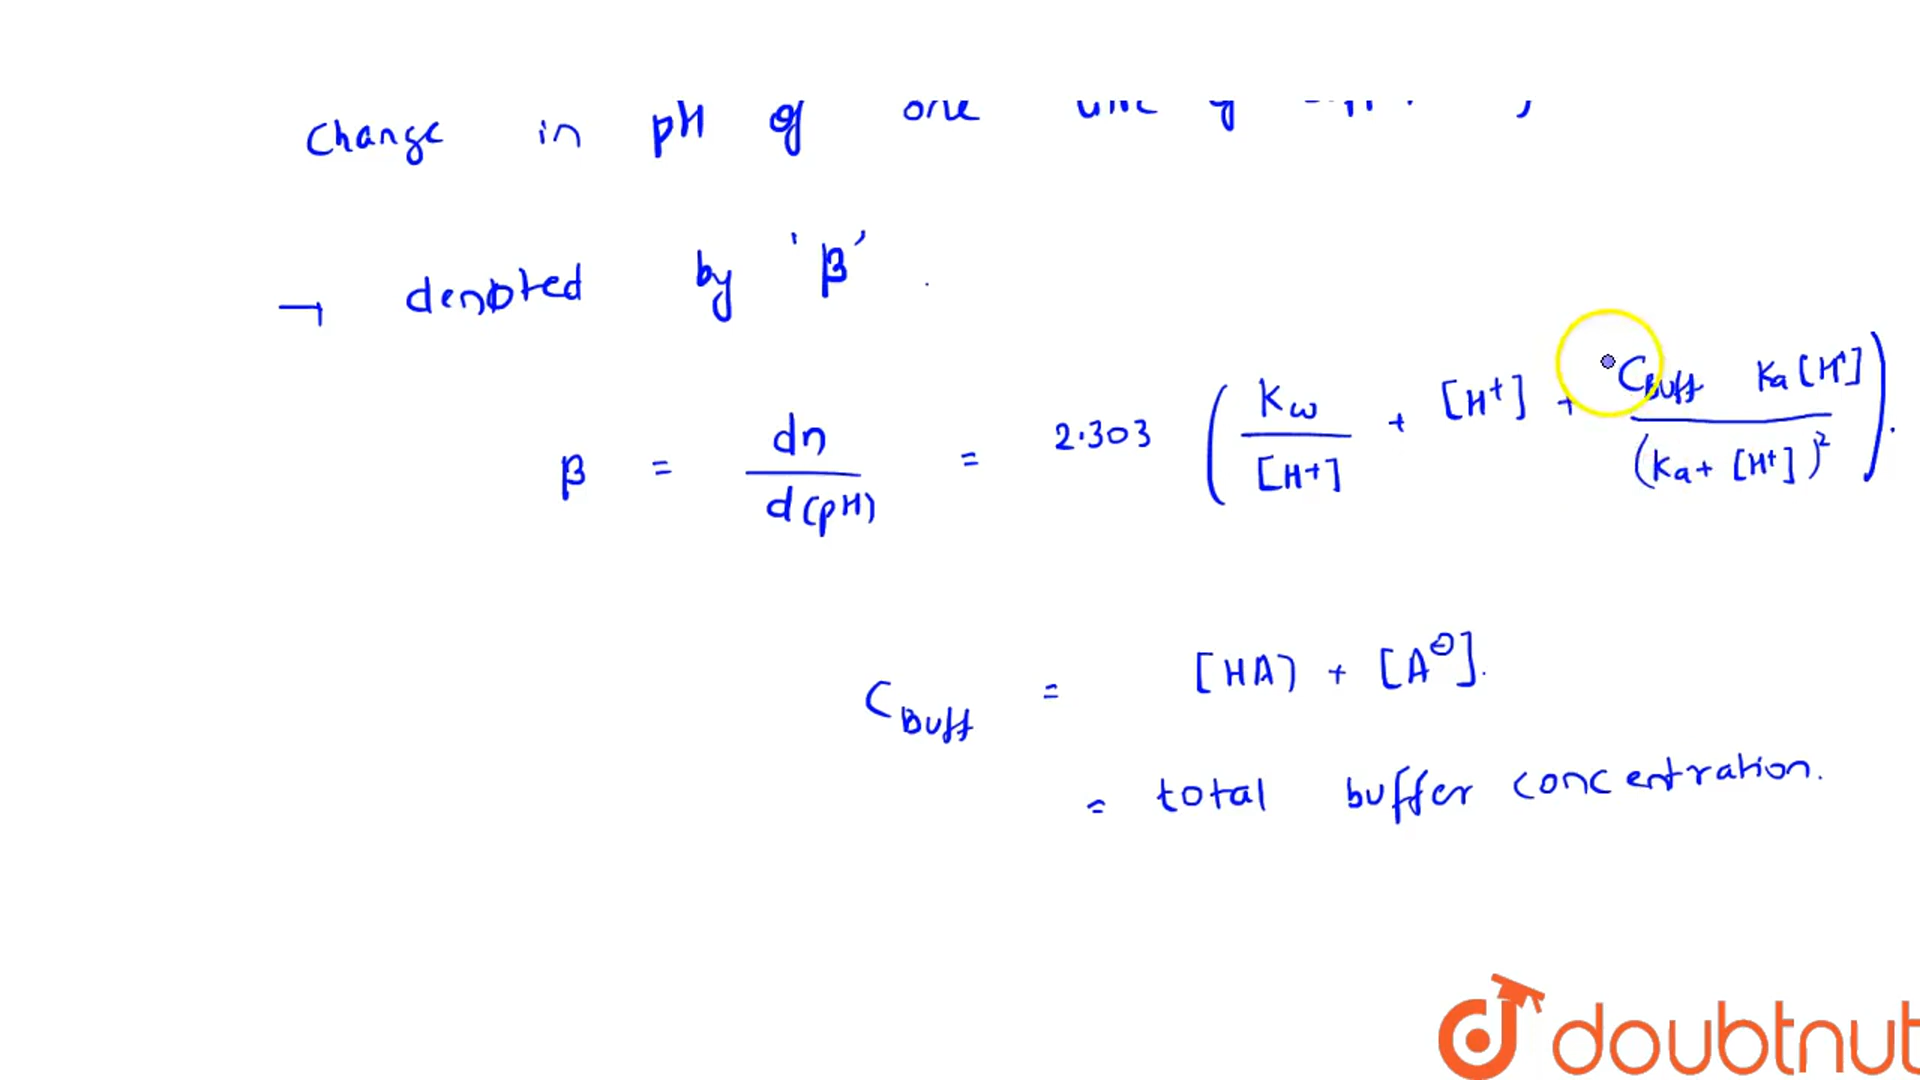 Change in pH of one
→ denoted by 'β'.
β = dn / d(pH) = 2.303 ( Kw / [H+] + [H+] + CBuff Ka [H+] / (Ka + [H+])² ).
CBuff = [HA] + [A⊖].
= total buffer concentration.
doubtnut